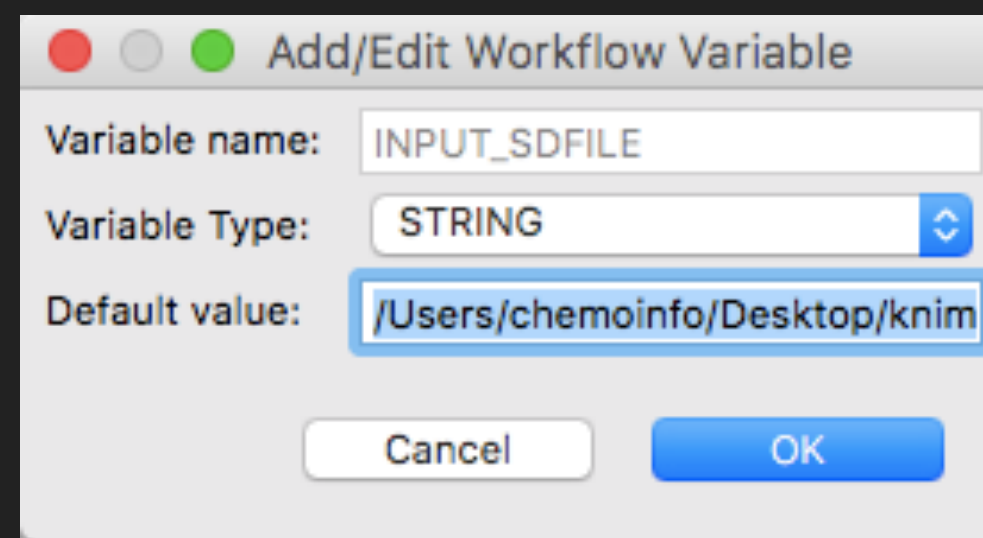 Add/Edit Workflow Variable
Variable name: INPUT_SDFILE
Variable Type: STRING
Default value: /Users/chemoinfo/Desktop/knim
Cancel OK